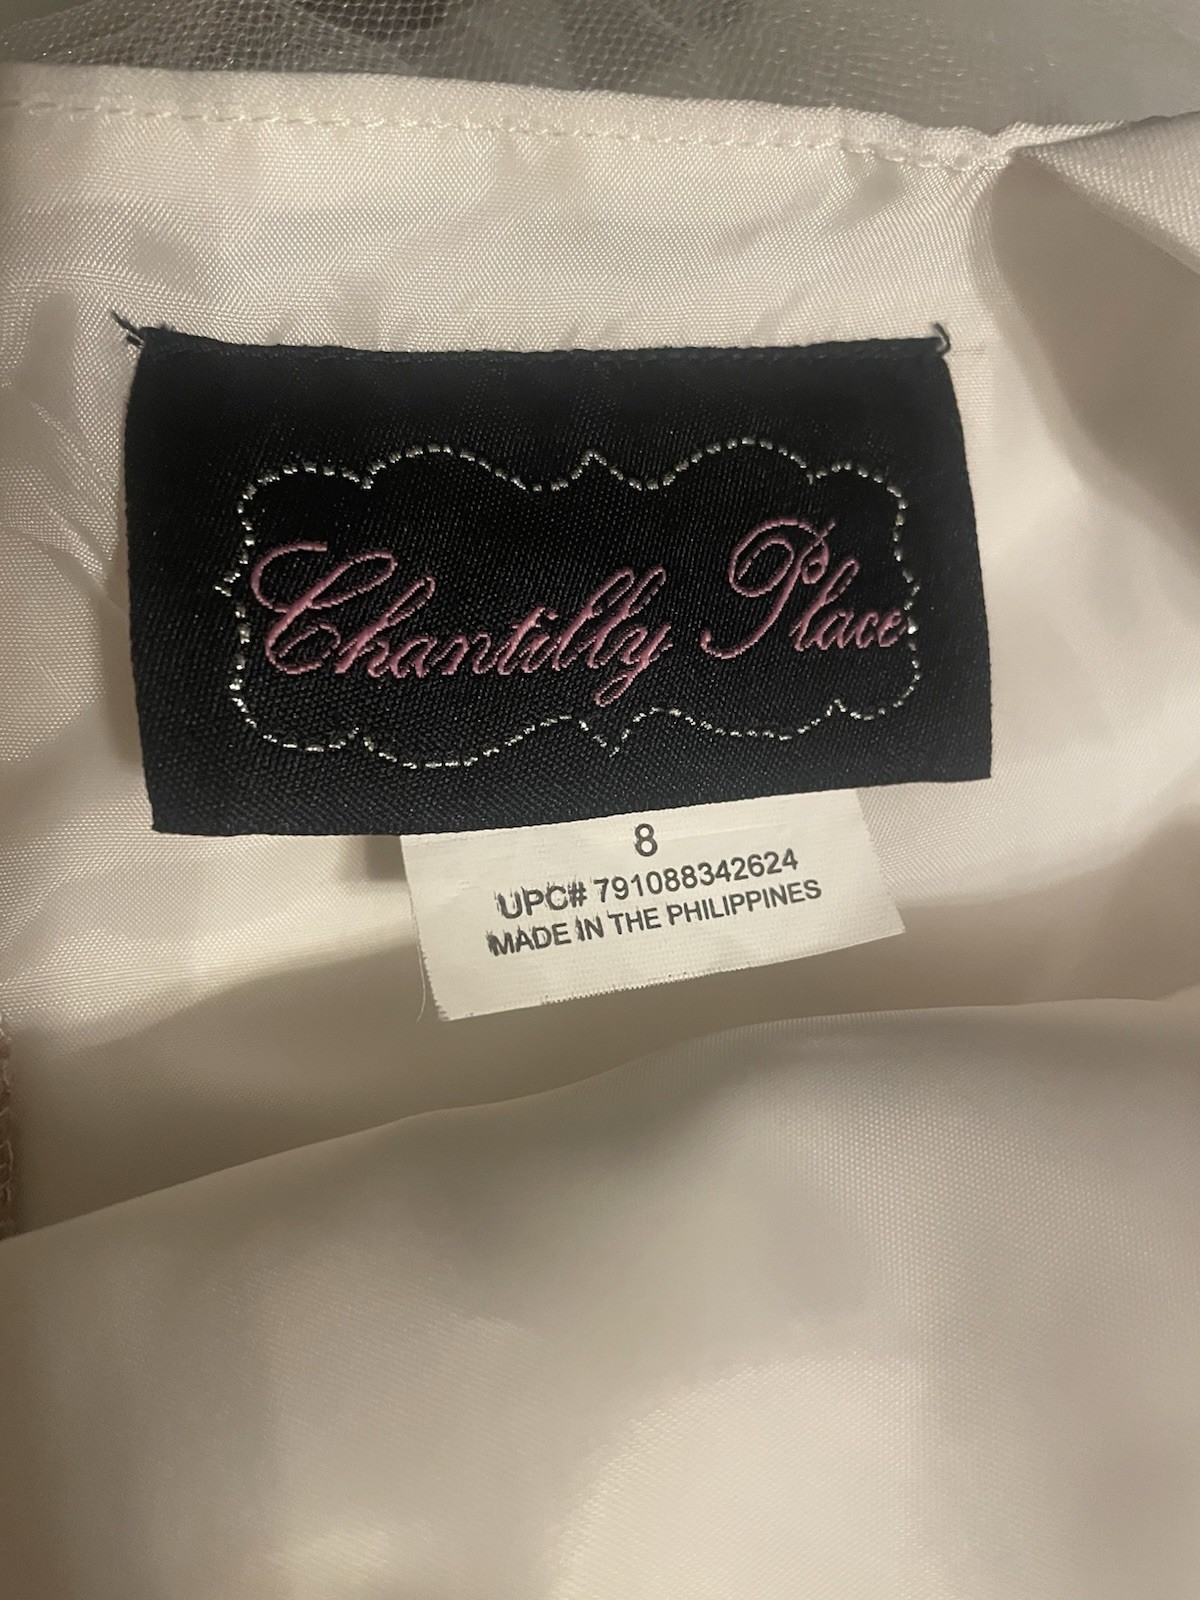 Chantilly Place
8
UPC# 791088342624
MADE IN THE PHILIPPINES